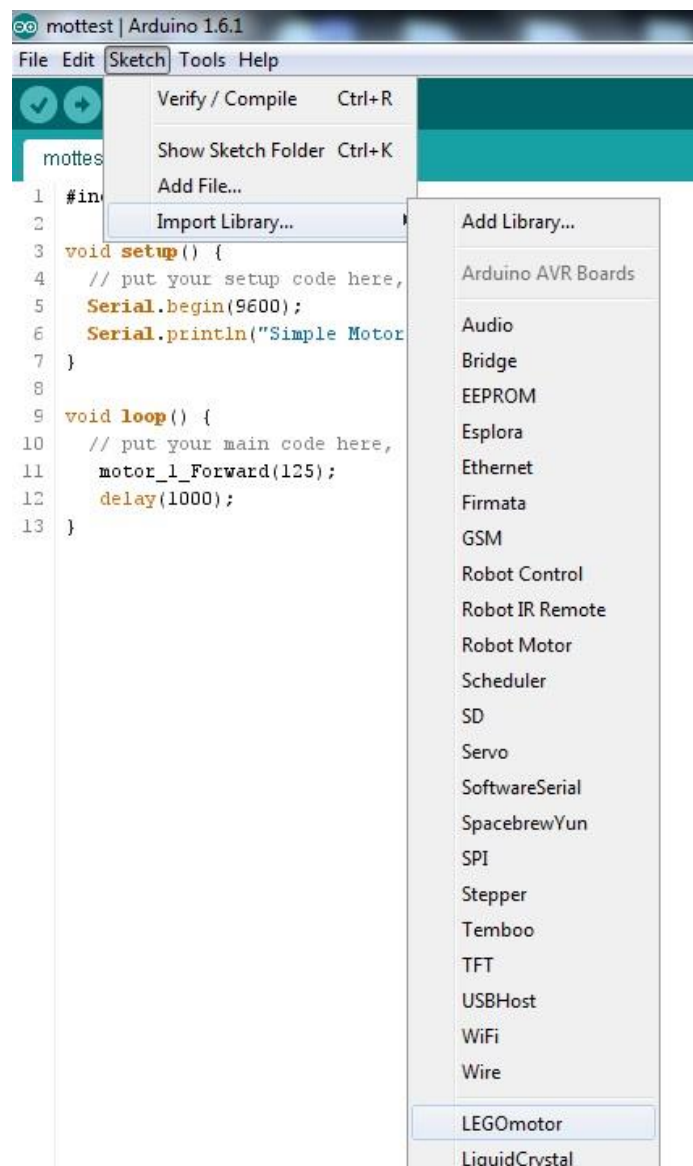 mottest | Arduino 1.6.1
File Edit Sketch Tools Help
Verify / Compile Ctrl+R
Show Sketch Folder Ctrl+K
Add File...
Import Library...
mottes
1 #in
2
3 void setup() {
4 // put your setup code here,
5 Serial.begin(9600);
6 Serial.println("Simple Motor
7 }
8
9 void loop() {
10 // put your main code here,
11 motor_1_Forward(125);
12 delay(1000);
13 }
Add Library...
Arduino AVR Boards
Audio
Bridge
EEPROM
Esplora
Ethernet
Firmata
GSM
Robot Control
Robot IR Remote
Robot Motor
Scheduler
SD
Servo
SoftwareSerial
SpacebrewYun
SPI
Stepper
Temboo
TFT
USBHost
WiFi
Wire
LEGOmotor
LiquidCrystal